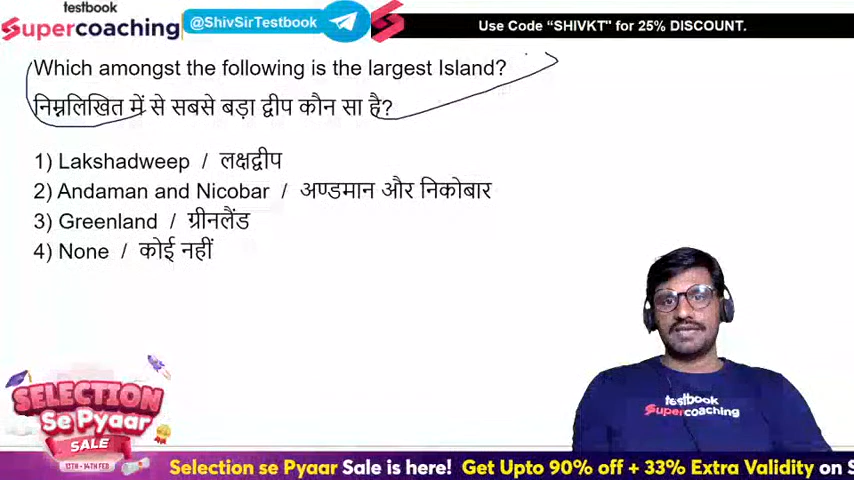 testbook
Supercoaching
@ShivSirTestbook
Use Code “SHIVKT" for 25% DISCOUNT.
Which amongst the following is the largest Island?
निम्नलिखित में से सबसे बड़ा द्वीप कौन सा है?
1) Lakshadweep / लक्षद्वीप
2) Andaman and Nicobar / अण्डमान और निकोबार
3) Greenland / ग्रीनलैंड
4) None / कोई नहीं
testbook
Supercoaching
SELECTION
Se Pyaar
SALE
13TH - 14TH FEB
Selection se Pyaar Sale is here! Get Upto 90% off + 33% Extra Validity on S